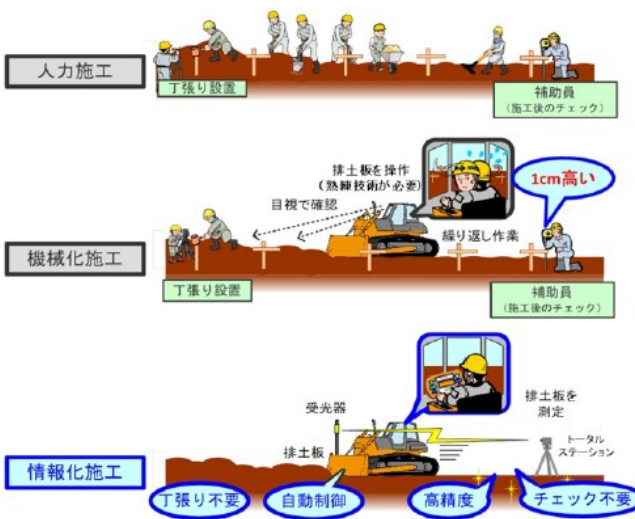 人力施工
丁張り設置
補助員
(施工後のチェック)
排土板を操作
(熟練技術が必要)
目視で確認
1cm高い
機械化施工
繰り返し作業
丁張り設置
補助員
(施工後のチェック)
受光器
排土板を
測定
排土板
トータル
ステーション
情報化施工
丁張り不要
自動制御
高精度
チェック不要